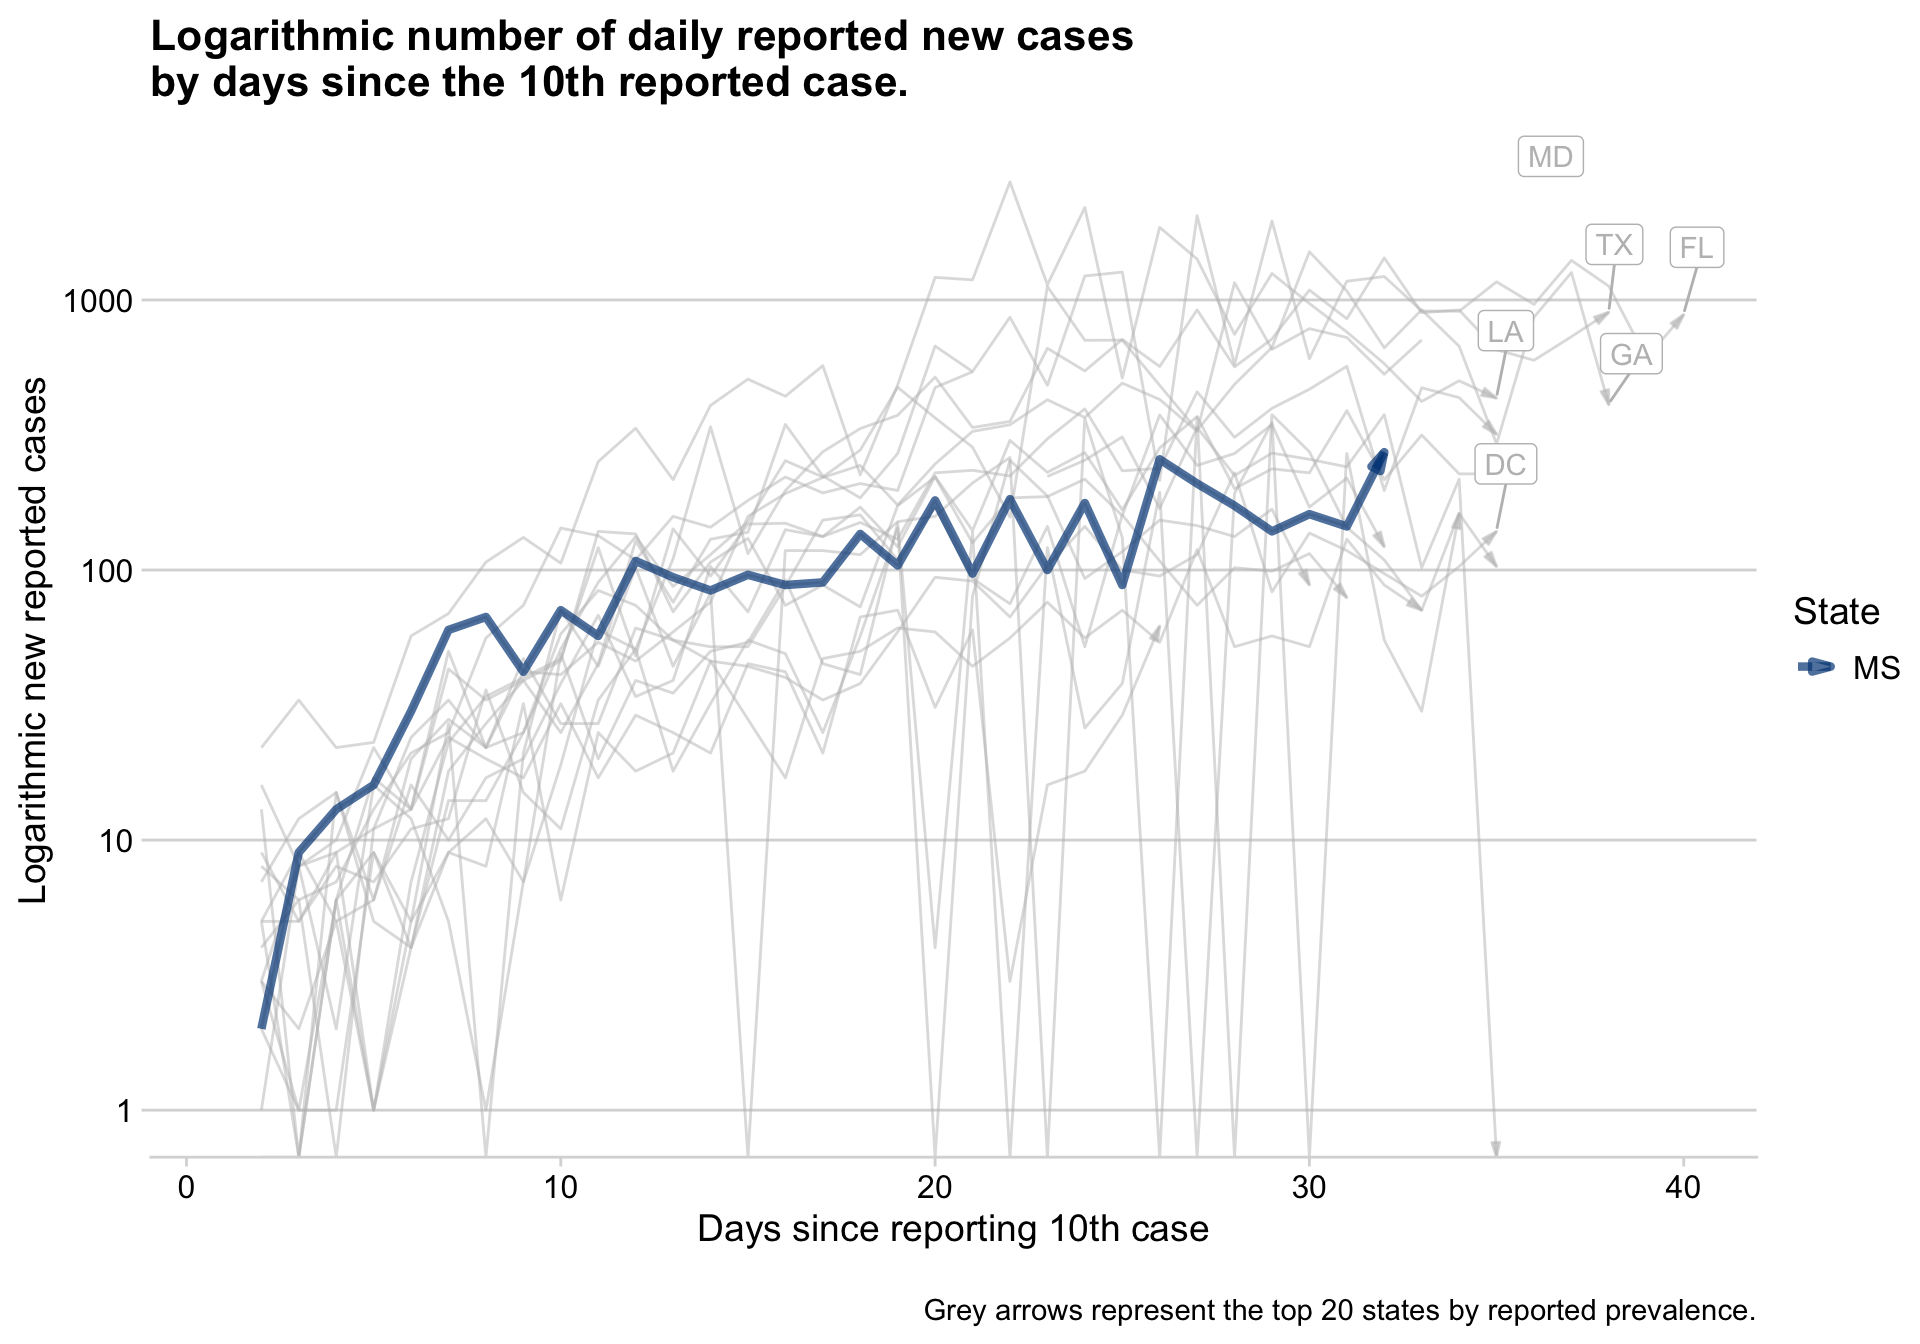 Logarithmic number of daily reported new cases
by days since the 10th reported case.
MD
TX
FL
1000
LA
GA
DC
100
10
1
Logarithmic new reported cases
State
MS
0 10 20 30 40
Days since reporting 10th case
Grey arrows represent the top 20 states by reported prevalence.